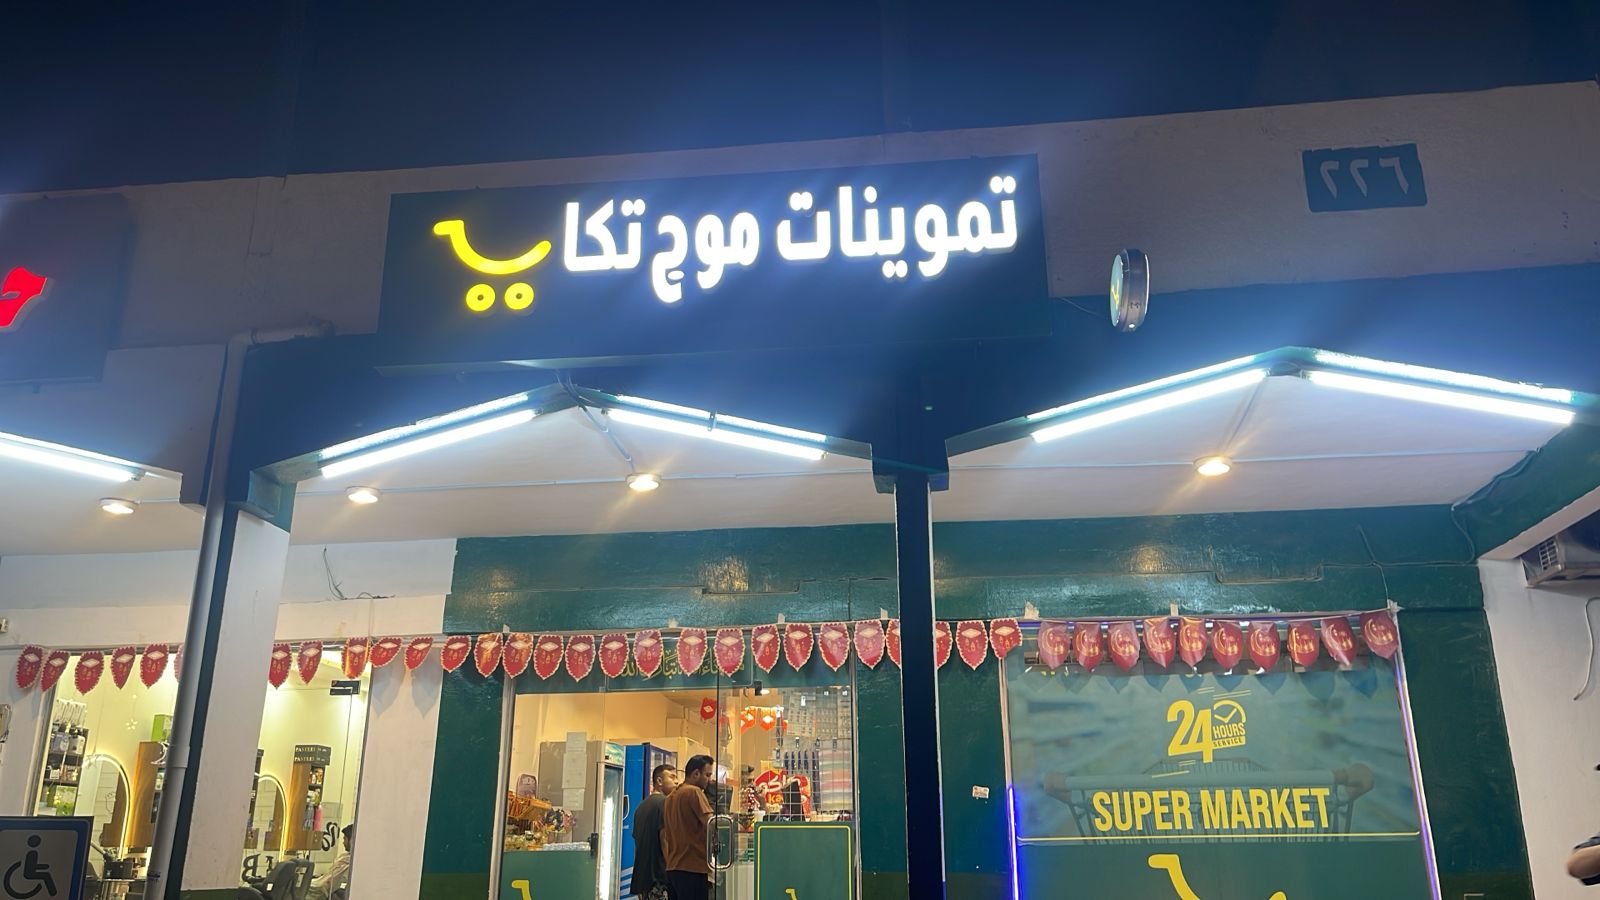 تموينات موج تكا
٢٢٦
24 HOURS
SERVICE
SUPER MARKET